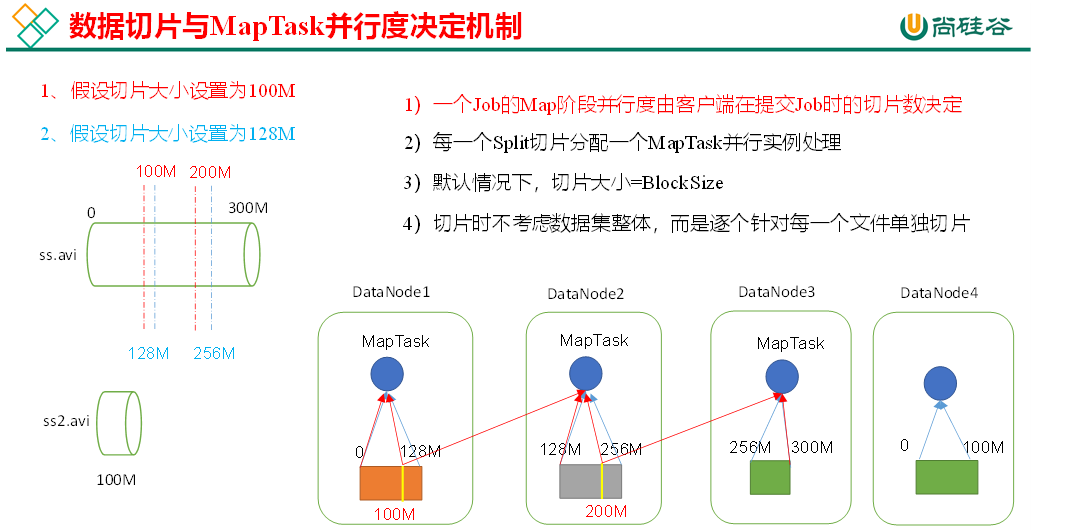 数据切片与MapTask并行度决定机制
尚硅谷
1、假设切片大小设置为100M
2、假设切片大小设置为128M
100M 200M
0 300M
ss.avi
128M 256M
ss2.avi
100M
1)一个Job的Map阶段并行度由客户端在提交Job时的切片数决定
2)每一个Split切片分配一个MapTask并行实例处理
3)默认情况下，切片大小=BlockSize
4)切片时不考虑数据集整体，而是逐个针对每一个文件单独切片
DataNode1
MapTask
0 128M
100M
DataNode2
MapTask
128M 256M
200M
DataNode3
MapTask
256M 300M
DataNode4
0 100M